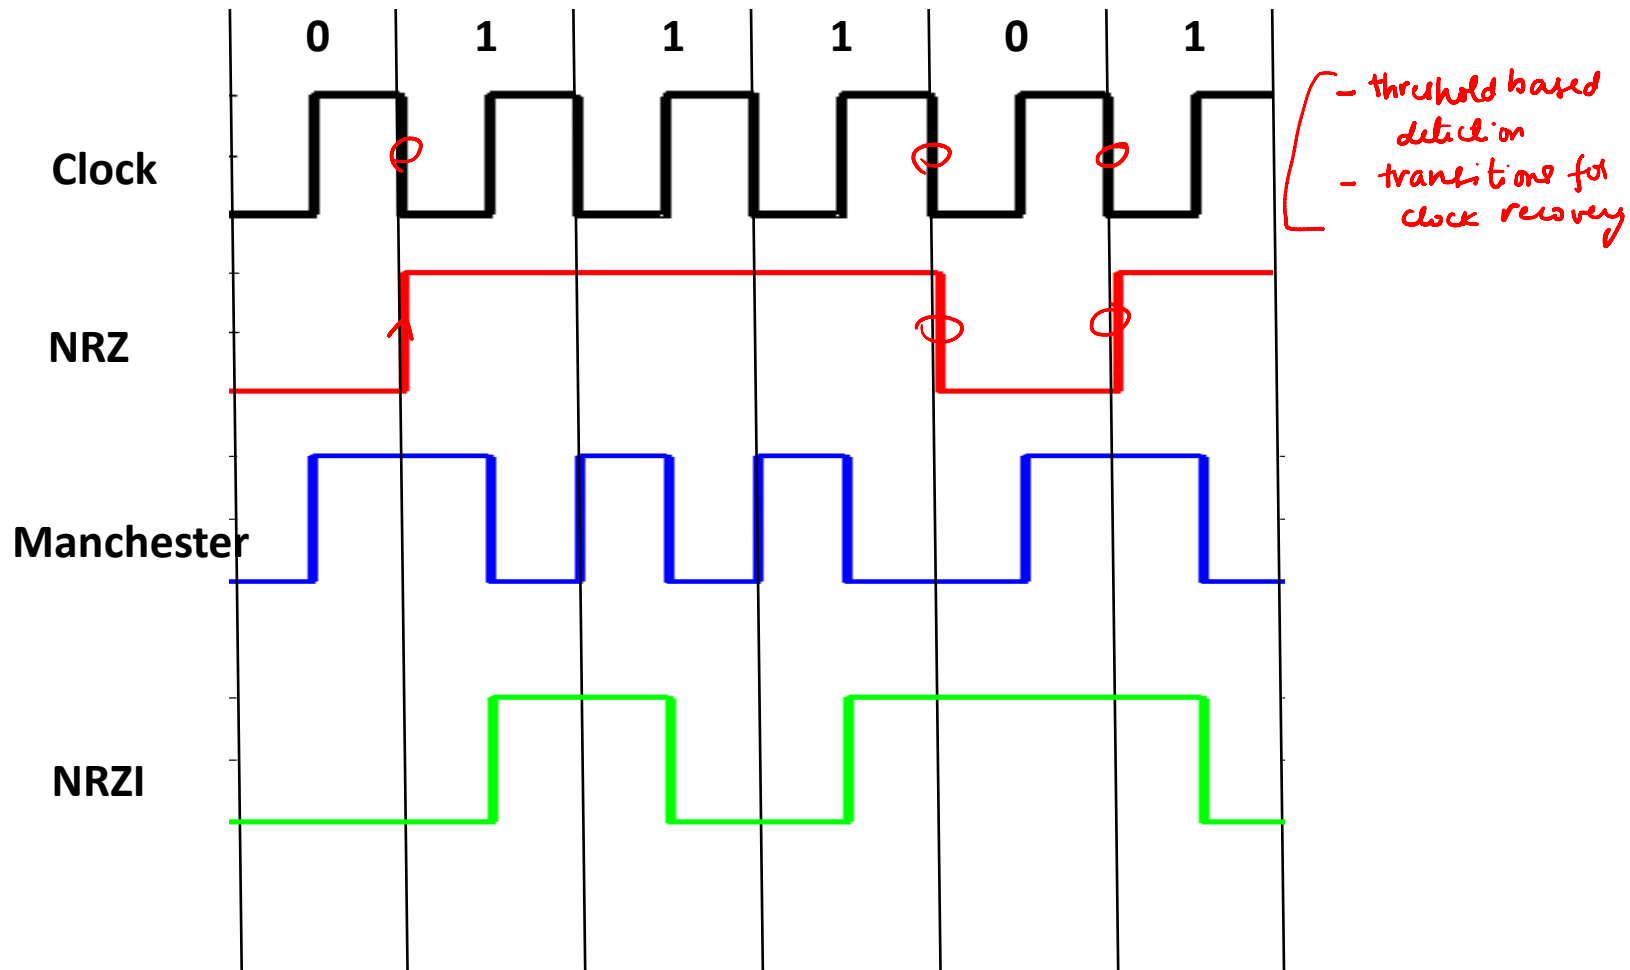 0 1 1 1 0 1
- threshold based
detection
- transitions for
clock recovery
Clock
NRZ
Manchester
NRZI